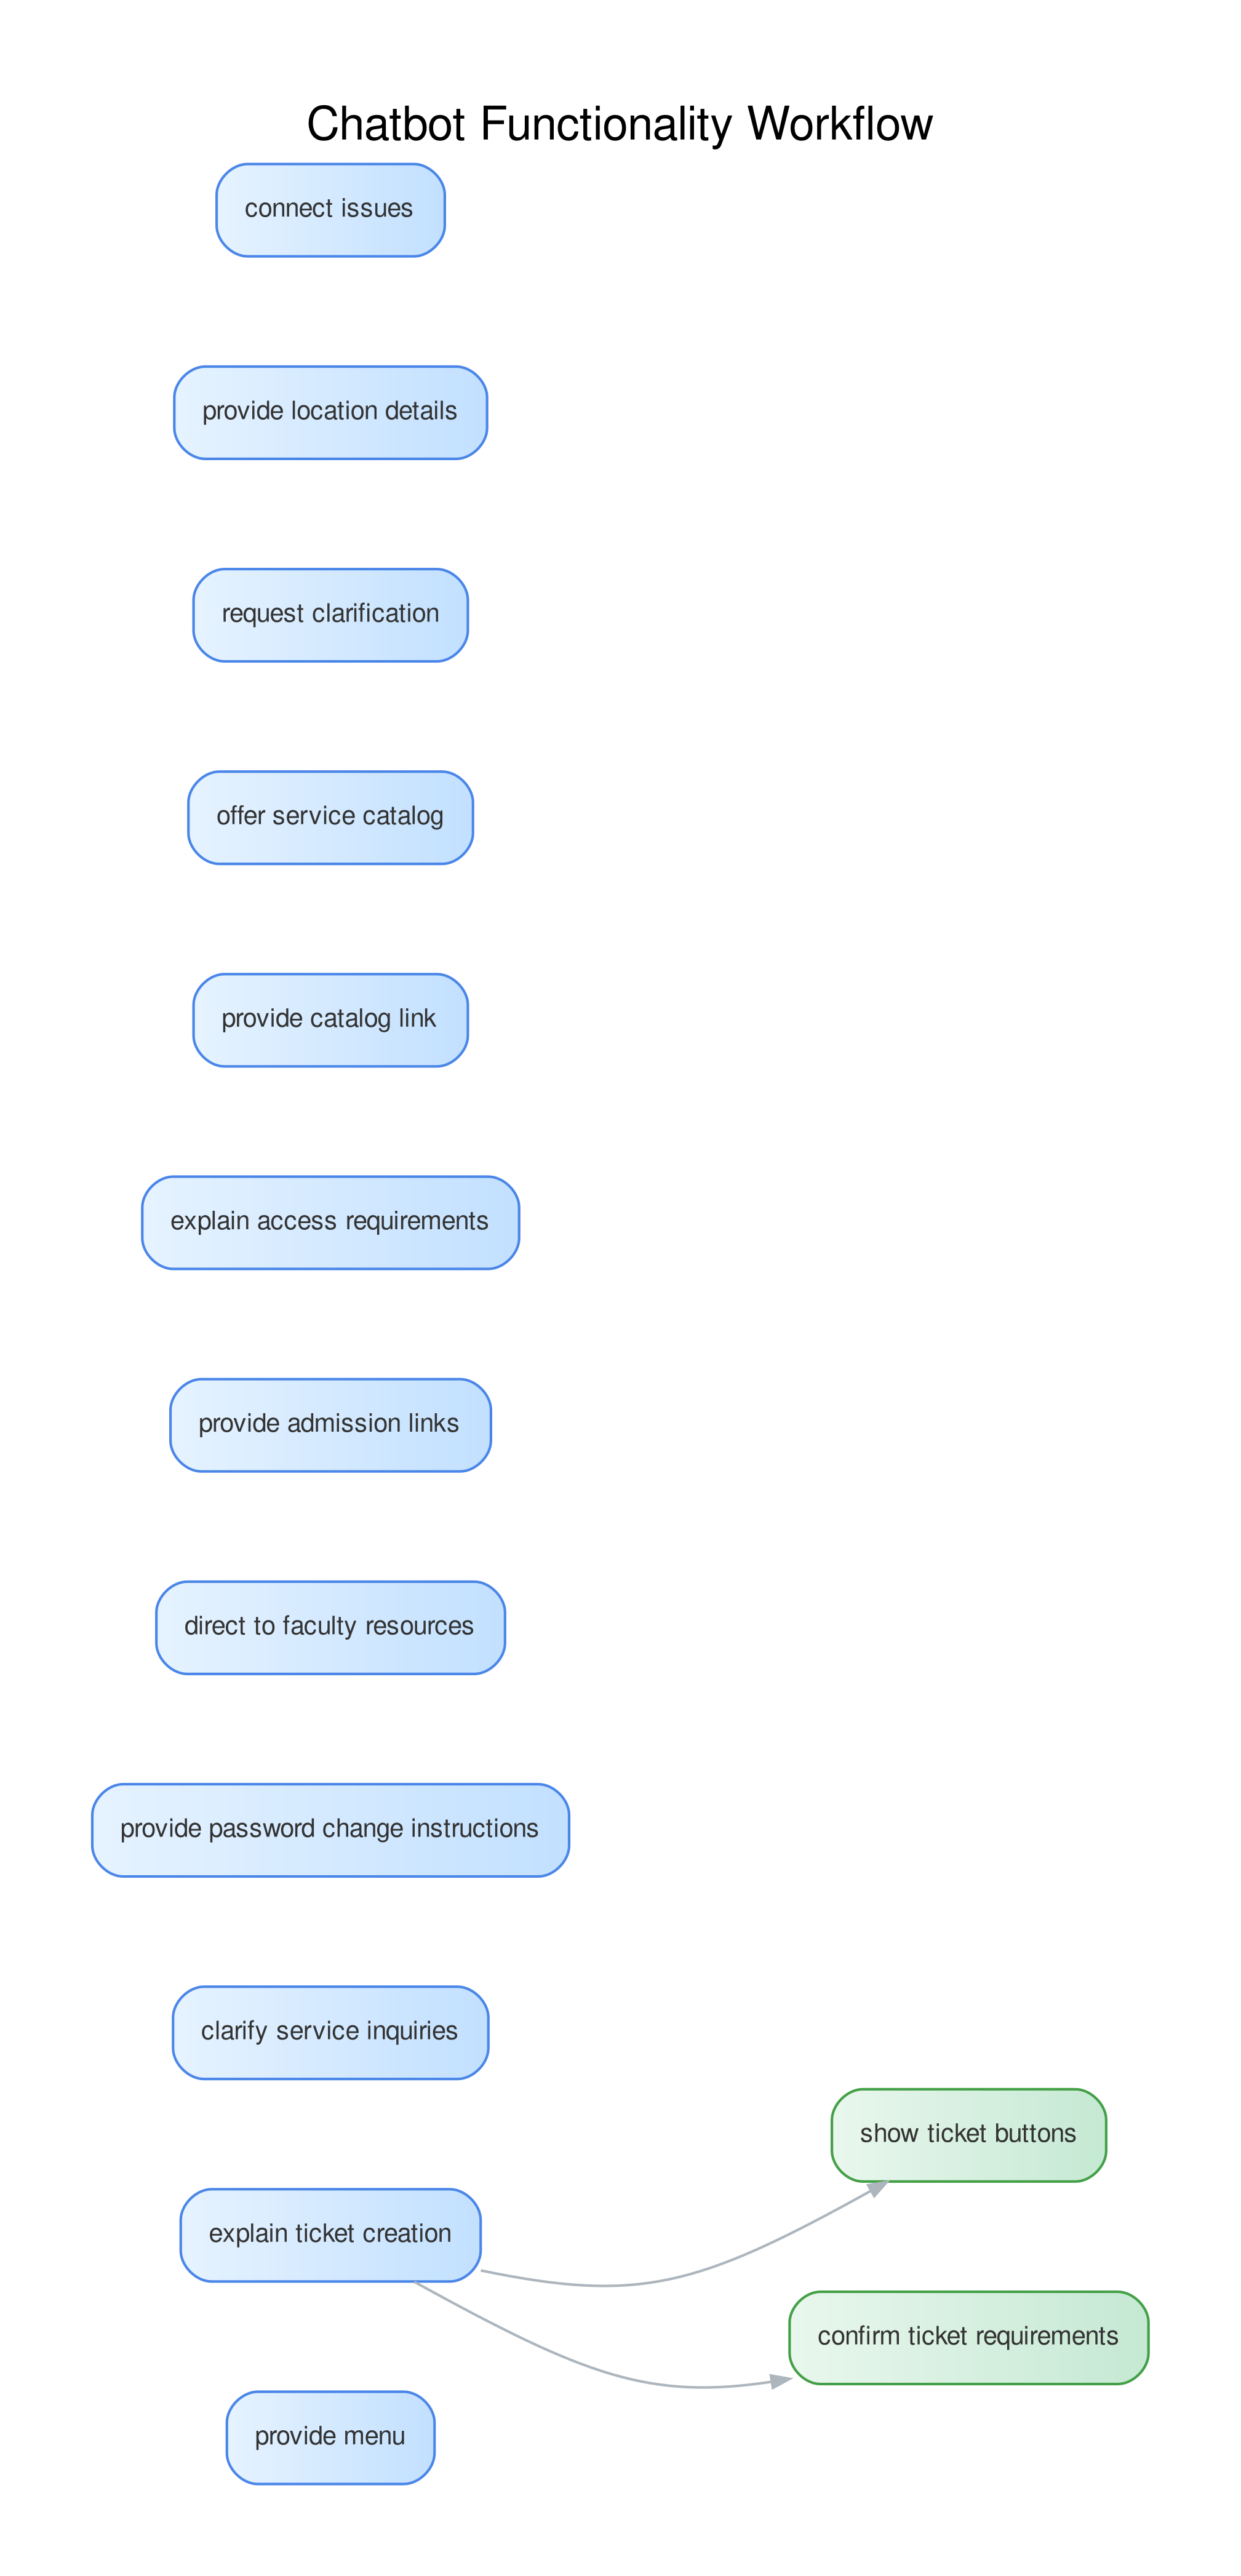 Chatbot Functionality Workflow
connect issues
provide location details
request clarification
offer service catalog
provide catalog link
explain access requirements
provide admission links
direct to faculty resources
provide password change instructions
clarify service inquiries
show ticket buttons
explain ticket creation
confirm ticket requirements
provide menu